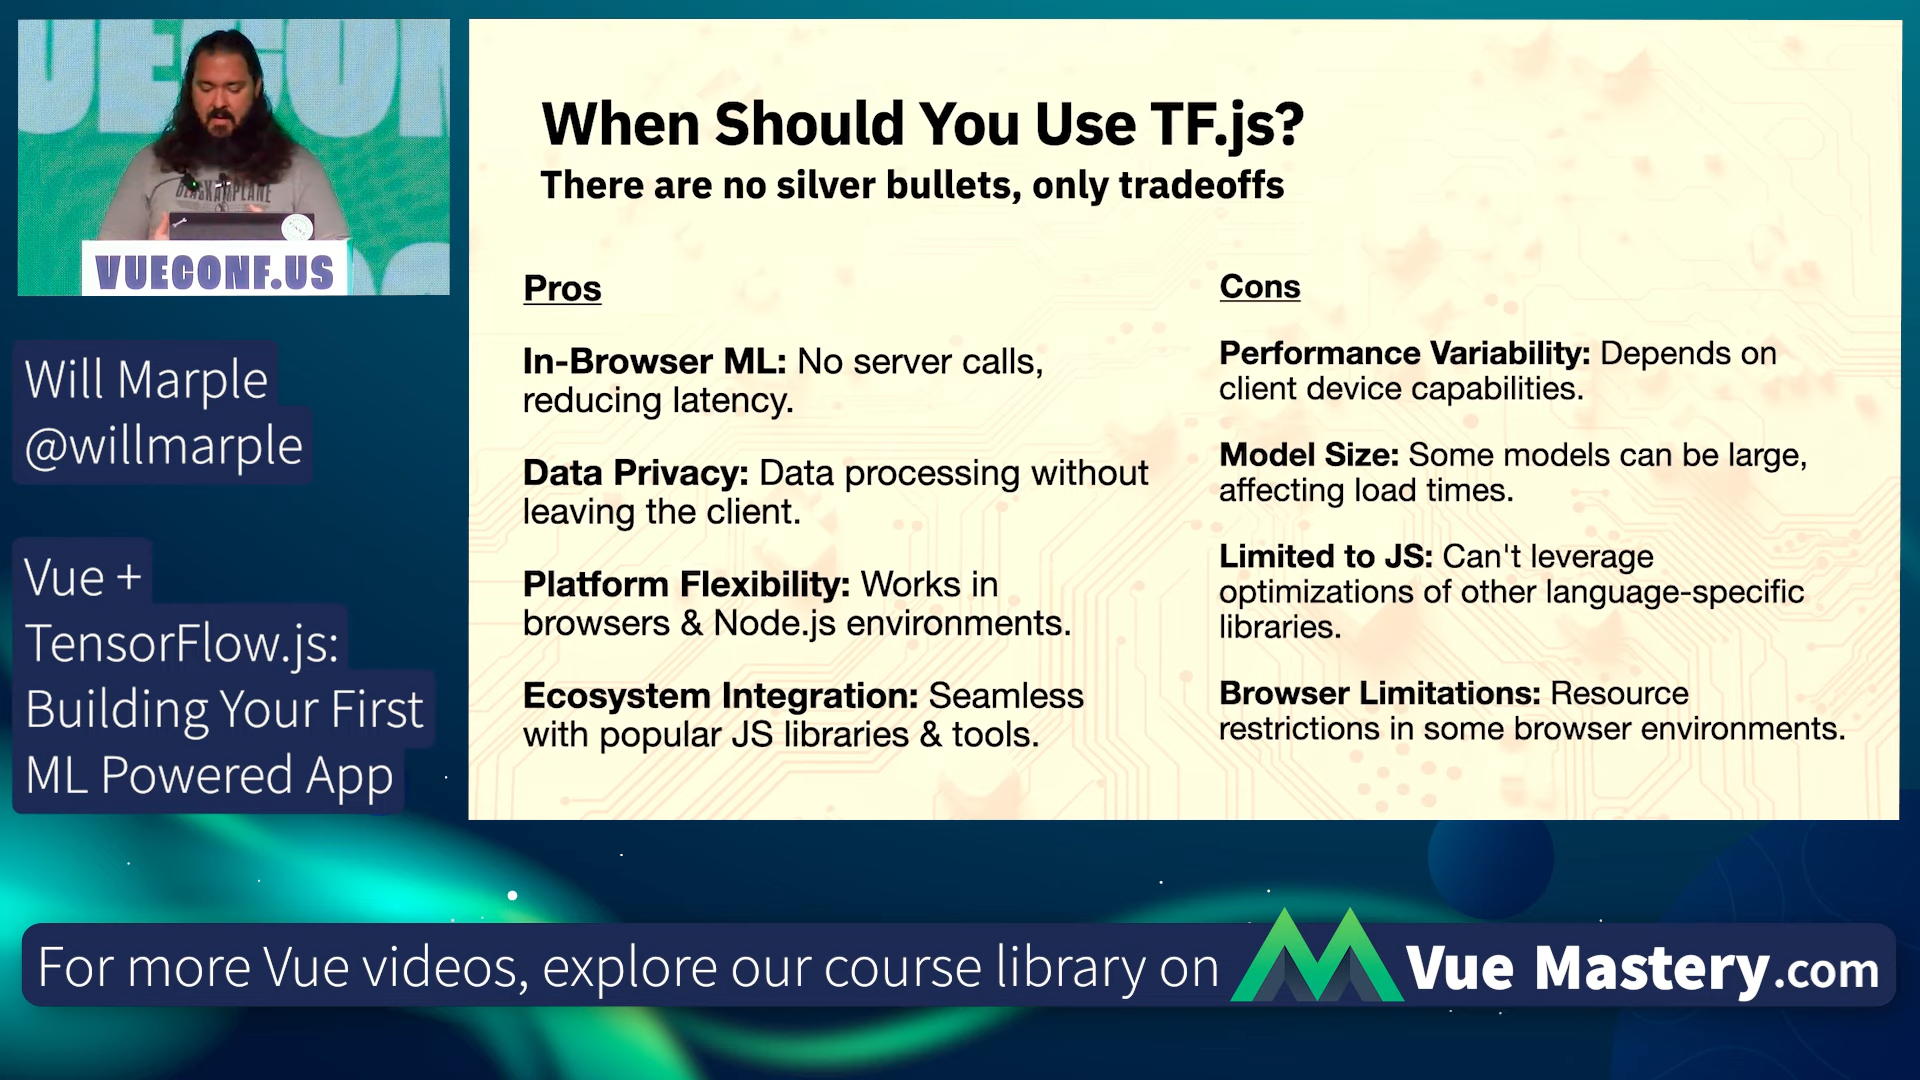 VUECONF.US
Will Marple
@willmarple
Vue +
TensorFlow.js:
Building Your First
ML Powered App
When Should You Use TF.js?
There are no silver bullets, only tradeoffs
Pros
In-Browser ML: No server calls,
reducing latency.
Data Privacy: Data processing without
leaving the client.
Platform Flexibility: Works in
browsers & Node.js environments.
Ecosystem Integration: Seamless
with popular JS libraries & tools.
Cons
Performance Variability: Depends on
client device capabilities.
Model Size: Some models can be large,
affecting load times.
Limited to JS: Can't leverage
optimizations of other language-specific
libraries.
Browser Limitations: Resource
restrictions in some browser environments.
For more Vue videos, explore our course library on Vue Mastery.com